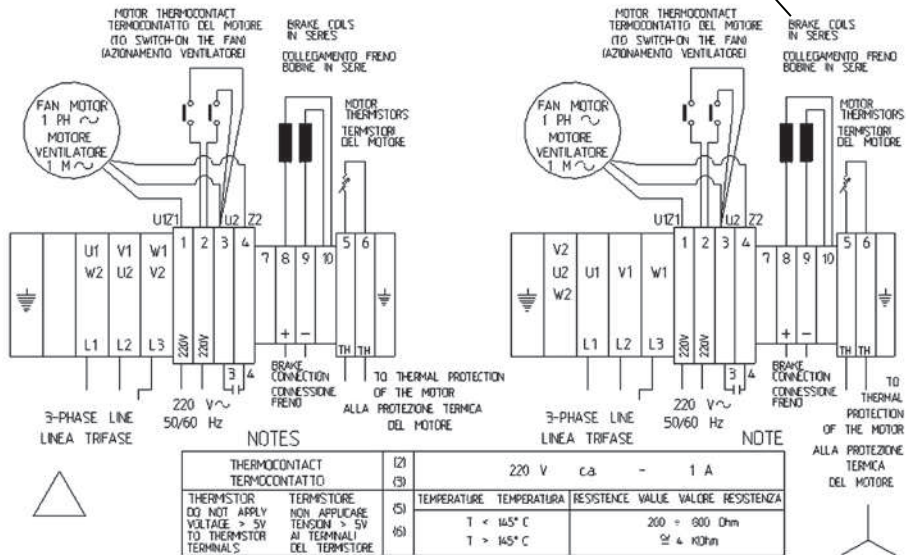 MOTOR THERMOCONTACT
TERMOCONTATTO DEL MOTORE
(TO SWITCH-ON THE FAN)
(AZIONAMENTO VENTILATORE)
BRAKE COILS
IN SERIES
COLLEGAMENTO FRENO
BOBINE IN SERIE
FAN MOTOR
1 PH ~
MOTORE
VENTILATORE
1 M ~
MOTOR
THERMISTORS
TERMISTORI
DEL MOTORE
U1Z1 U2 Z2
U1 V1 W1
W2 U2 V2
1 2 3 4
7 8 9 10
5 6
L1 L2 L3
220V 220V
+ −
TH TH
3 4
3-PHASE LINE
LINEA TRIFASE
220 V~
50/60 Hz
BRAKE
CONNECTION
CONNESSIONE
FRENO
TO THERMAL PROTECTION
OF THE MOTOR
ALLA PROTEZIONE TERMICA
DEL MOTORE
MOTOR THERMOCONTACT
TERMOCONTATTO DEL MOTORE
(TO SWITCH-ON THE FAN)
(AZIONAMENTO VENTILATORE)
BRAKE COILS
IN SERIES
COLLEGAMENTO FRENO
BOBINE IN SERIE
FAN MOTOR
1 PH ~
MOTORE
VENTILATORE
1 M ~
MOTOR
THERMISTORS
TERMISTORI
DEL MOTORE
U1Z1 U2 Z2
V2
U2 U1 V1 W1
W2
1 2 3 4
7 8 9 10
5 6
L1 L2 L3
220V 220V
+ −
TH TH
3 4
3-PHASE LINE
LINEA TRIFASE
220 V~
50/60 Hz
BRAKE
CONNECTION
CONNESSIONE
FRENO
TO
THERMAL
PROTECTION
OF THE MOTOR
ALLA PROTEZIONE
TERMICA
DEL MOTORE
NOTES
NOTE
THERMOCONTACT
TERMOCONTATTO
(2)
(3)
220 V ca - 1 A
THERMISTOR
DO NOT APPLY
VOLTAGE > 5V
TO THERMISTOR
TERMINALS
TERMISTORE
NON APPLICARE
TENSION > 5V
AI TERMINALI
DEL TERMISTORE
(5)
(6)
TEMPERATURE TEMPERATURA
RESISTENCE VALUE VALORE RESISTENZA
T < 145° C
200 ÷ 600 Ohm
T > 145° C
≅ 4 KOhm